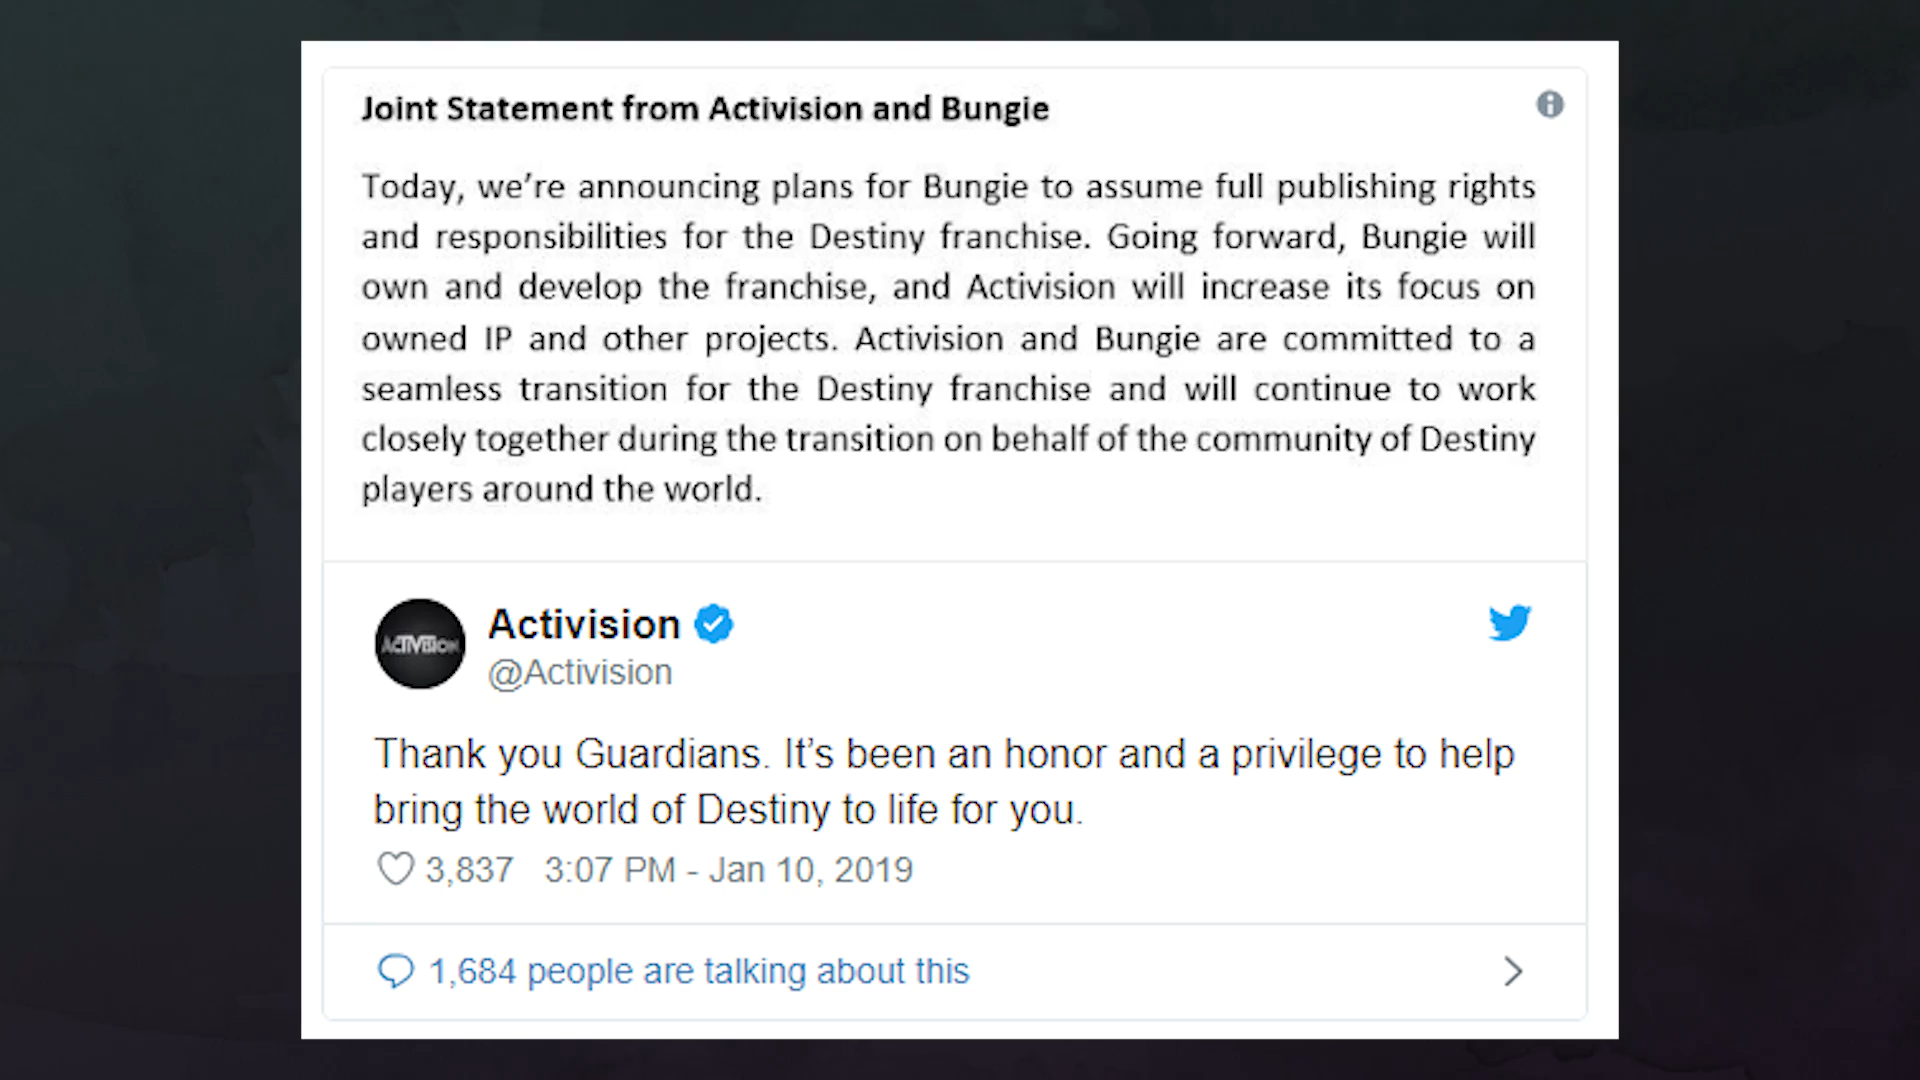 Joint Statement from Activision and Bungie
Today, we're announcing plans for Bungie to assume full publishing rights
and responsibilities for the Destiny franchise. Going forward, Bungie will
own and develop the franchise, and Activision will increase its focus on
owned IP and other projects. Activision and Bungie are committed to a
seamless transition for the Destiny franchise and will continue to work
closely together during the transition on behalf of the community of Destiny
players around the world.
ACTIVISION
Activision
@Activision
Thank you Guardians. It's been an honor and a privilege to help
bring the world of Destiny to life for you.
3,837 3:07 PM - Jan 10, 2019
1,684 people are talking about this